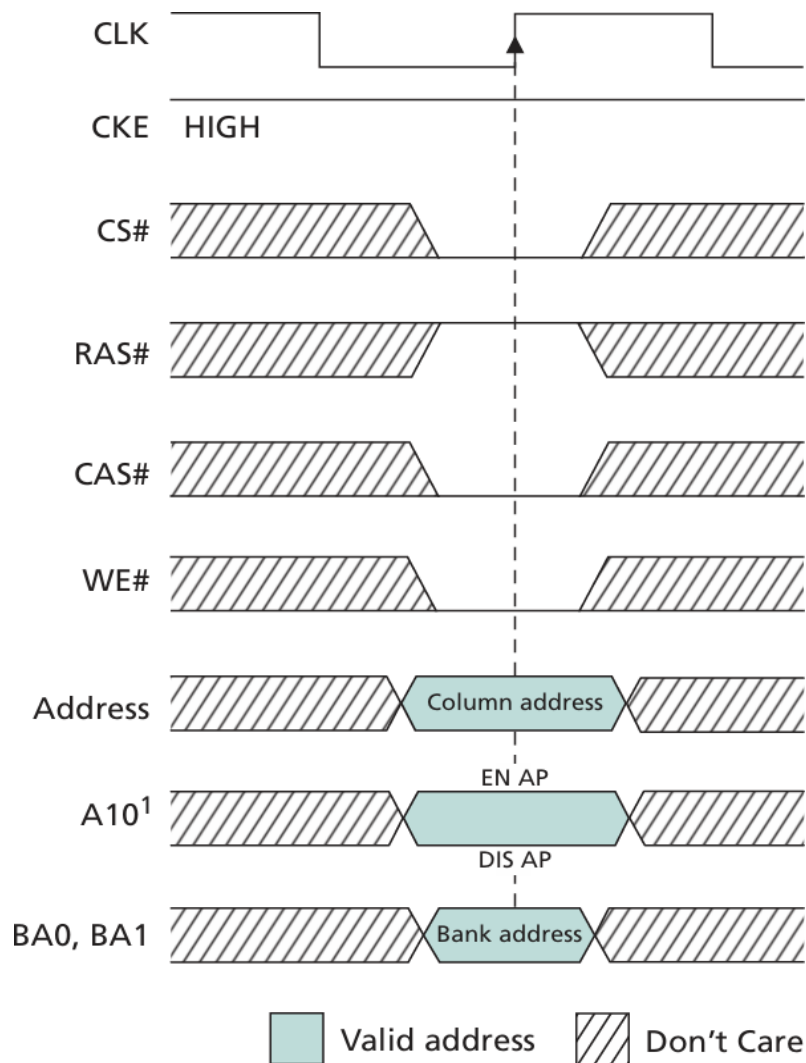 CLK
CKE HIGH
CS#
RAS#
CAS#
WE#
Address Column address
EN AP
A10¹
DIS AP
BA0, BA1 Bank address
Valid address Don't Care